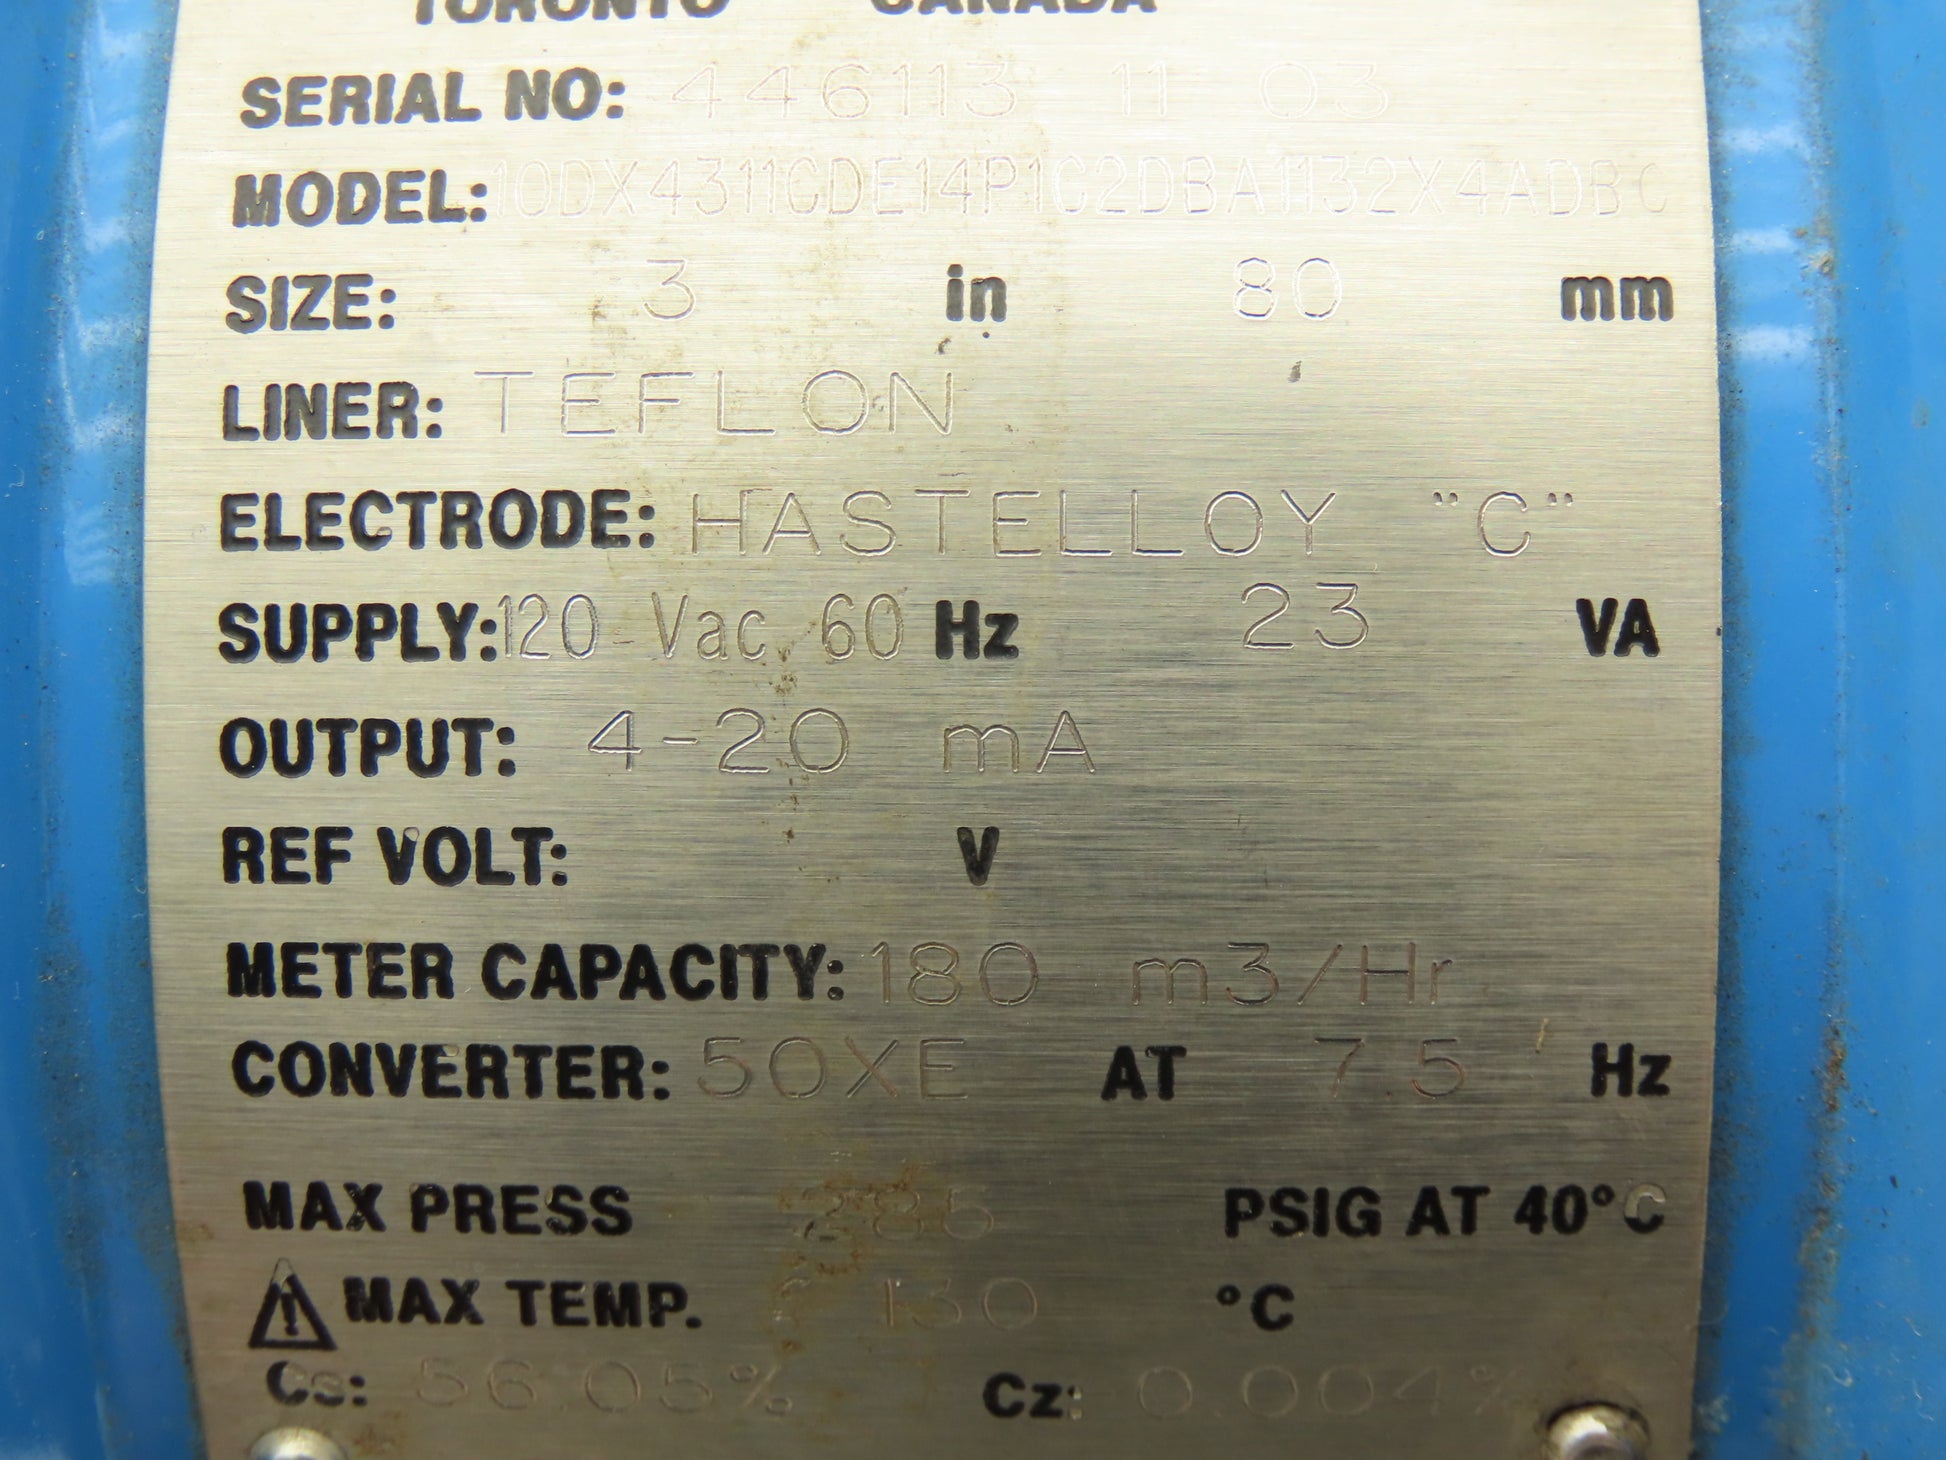 TORONTO CANADA
SERIAL NO: 446113 11 03
MODEL: 10DX4311CDE14P1C2DBA1132X4ADBC
SIZE: 3 in 80 mm
LINER: TEFLON
ELECTRODE: HASTELLOY "C"
SUPPLY: 120 Vac 60 Hz 23 VA
OUTPUT: 4-20 mA
REF VOLT: V
METER CAPACITY: 180 m3/Hr
CONVERTER: 50XE AT 7.5 Hz
MAX PRESS 285 PSIG AT 40°C
MAX TEMP. 130 °C
Cs: 56.05% Cz: 0.004%